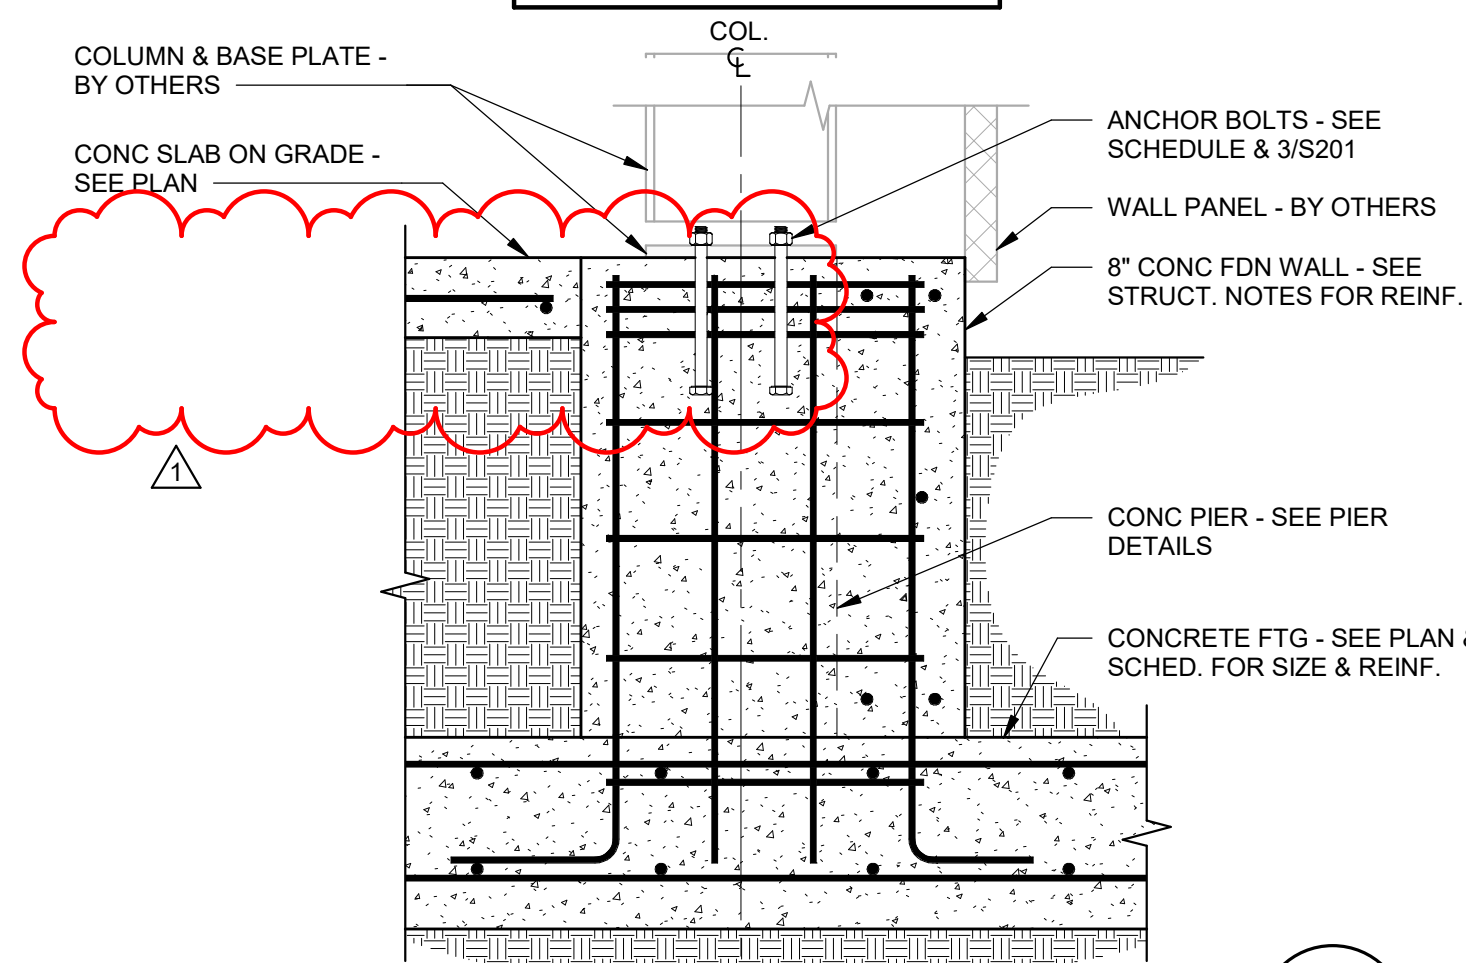 COL.
℄
COLUMN & BASE PLATE -
BY OTHERS
CONC SLAB ON GRADE -
SEE PLAN
1
ANCHOR BOLTS - SEE
SCHEDULE & 3/S201
WALL PANEL - BY OTHERS
8" CONC FDN WALL - SEE
STRUCT. NOTES FOR REINF.
CONC PIER - SEE PIER
DETAILS
CONCRETE FTG - SEE PLAN &
SCHED. FOR SIZE & REINF.